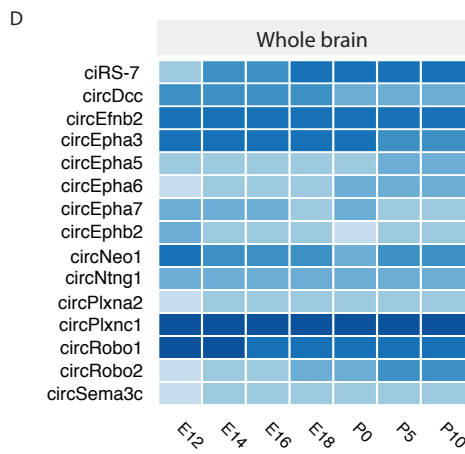 D
Whole brain
ciRS-7
circDcc
circEfnb2
circEpha3
circEpha5
circEpha6
circEpha7
circEphb2
circNeo1
circNtng1
circPlxna2
circPlxnc1
circRobo1
circRobo2
circSema3c
E12 E14 E16 E18 P0 P5 P10